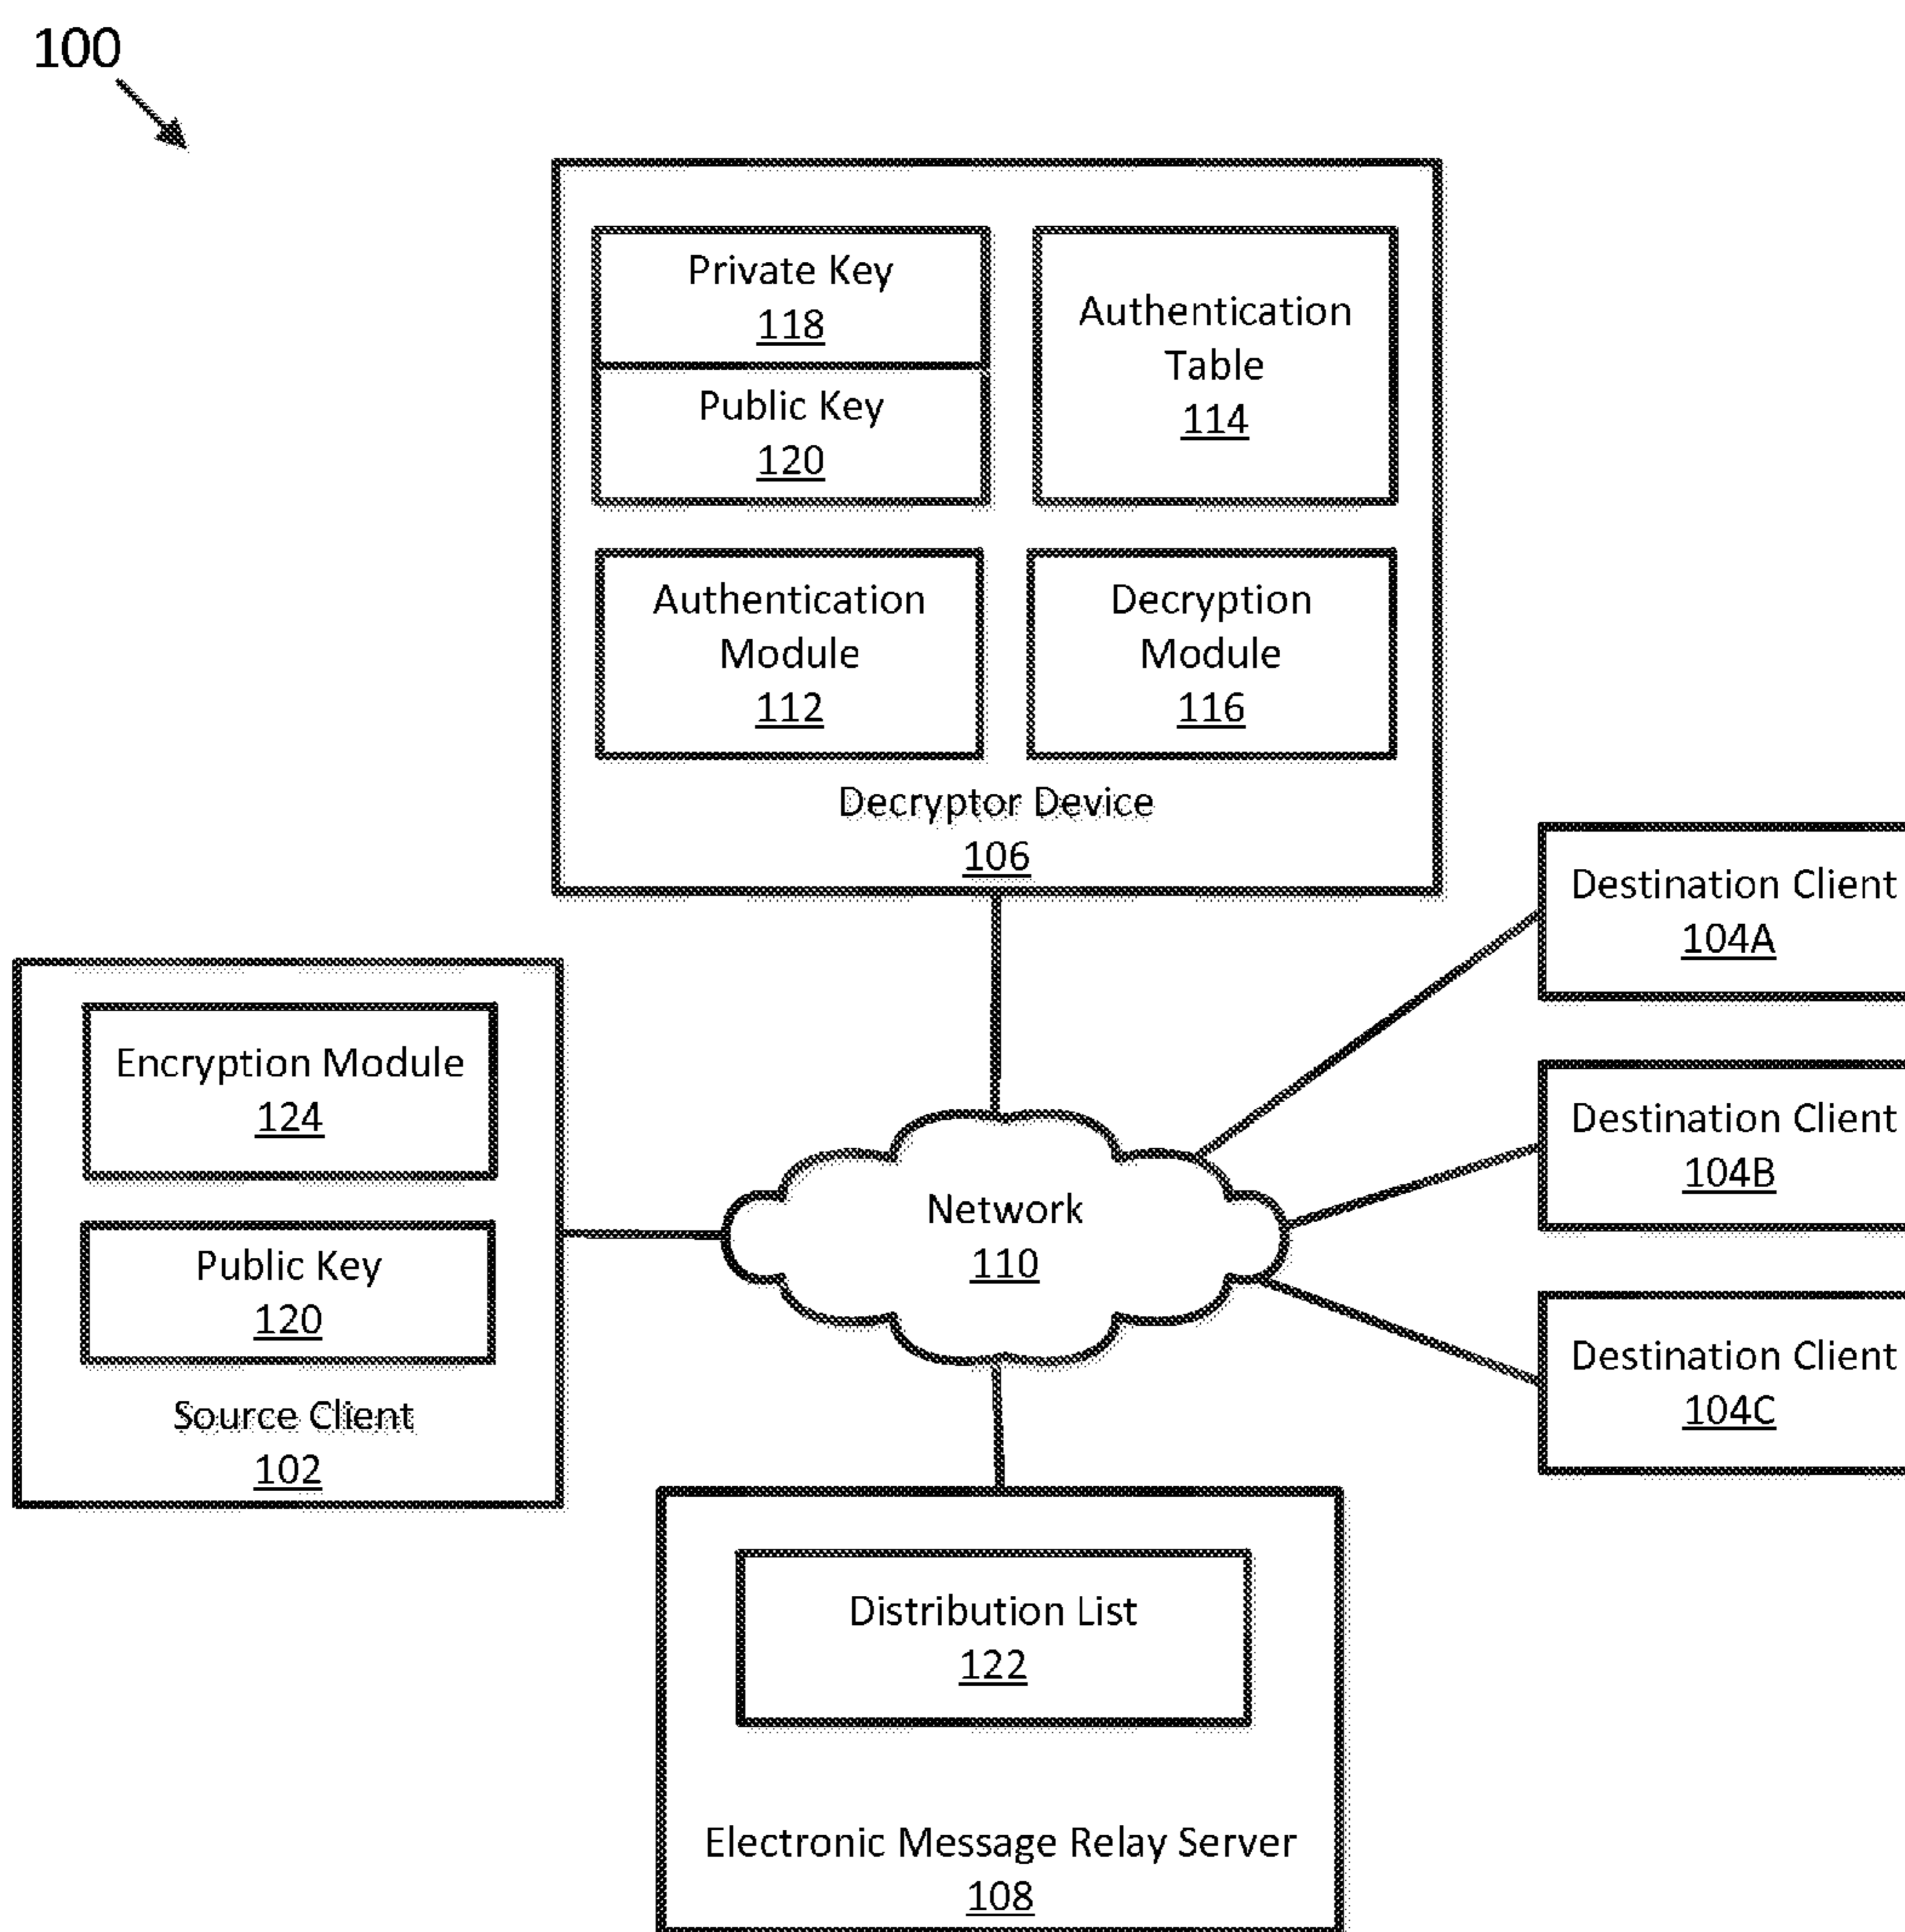 100
Private Key
118
Public Key
120
Authentication
Table
114
Authentication
Module
112
Decryption
Module
116
Decryptor Device
106
Destination Client
104A
Encryption Module
124
Public Key
120
Source Client
102
Network
110
Destination Client
104B
Destination Client
104C
Distribution List
122
Electronic Message Relay Server
108